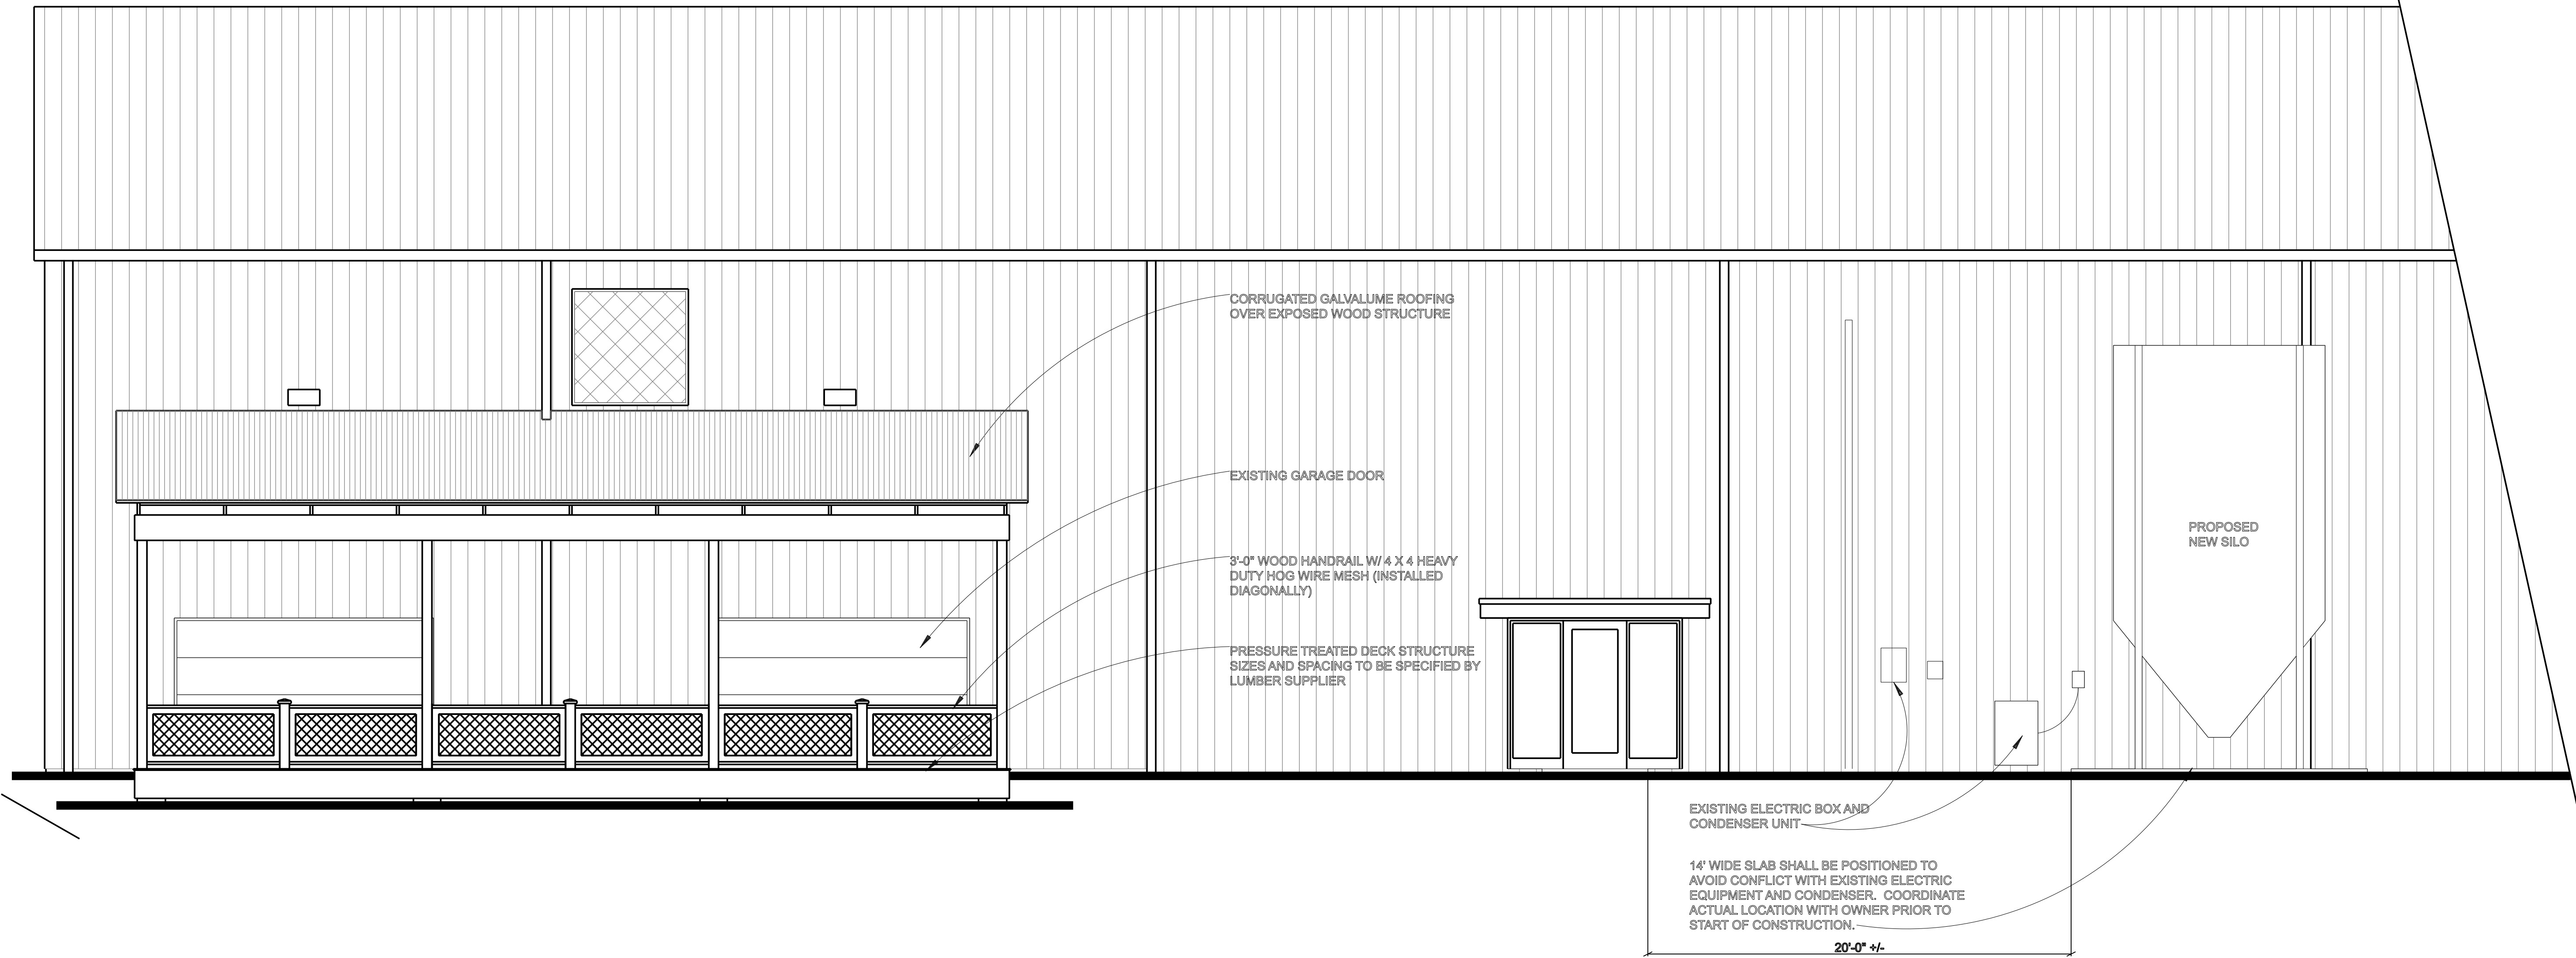 CORRUGATED GALVALUME ROOFING
OVER EXPOSED WOOD STRUCTURE
EXISTING GARAGE DOOR
3'-0" WOOD HANDRAIL W/ 4 X 4 HEAVY
DUTY HOG WIRE MESH (INSTALLED
DIAGONALLY)
PRESSURE TREATED DECK STRUCTURE
SIZES AND SPACING TO BE SPECIFIED BY
LUMBER SUPPLIER
PROPOSED
NEW SILO
EXISTING ELECTRIC BOX AND
CONDENSER UNIT
14' WIDE SLAB SHALL BE POSITIONED TO
AVOID CONFLICT WITH EXISTING ELECTRIC
EQUIPMENT AND CONDENSER.  COORDINATE
ACTUAL LOCATION WITH OWNER PRIOR TO
START OF CONSTRUCTION.
20'-0" +/-